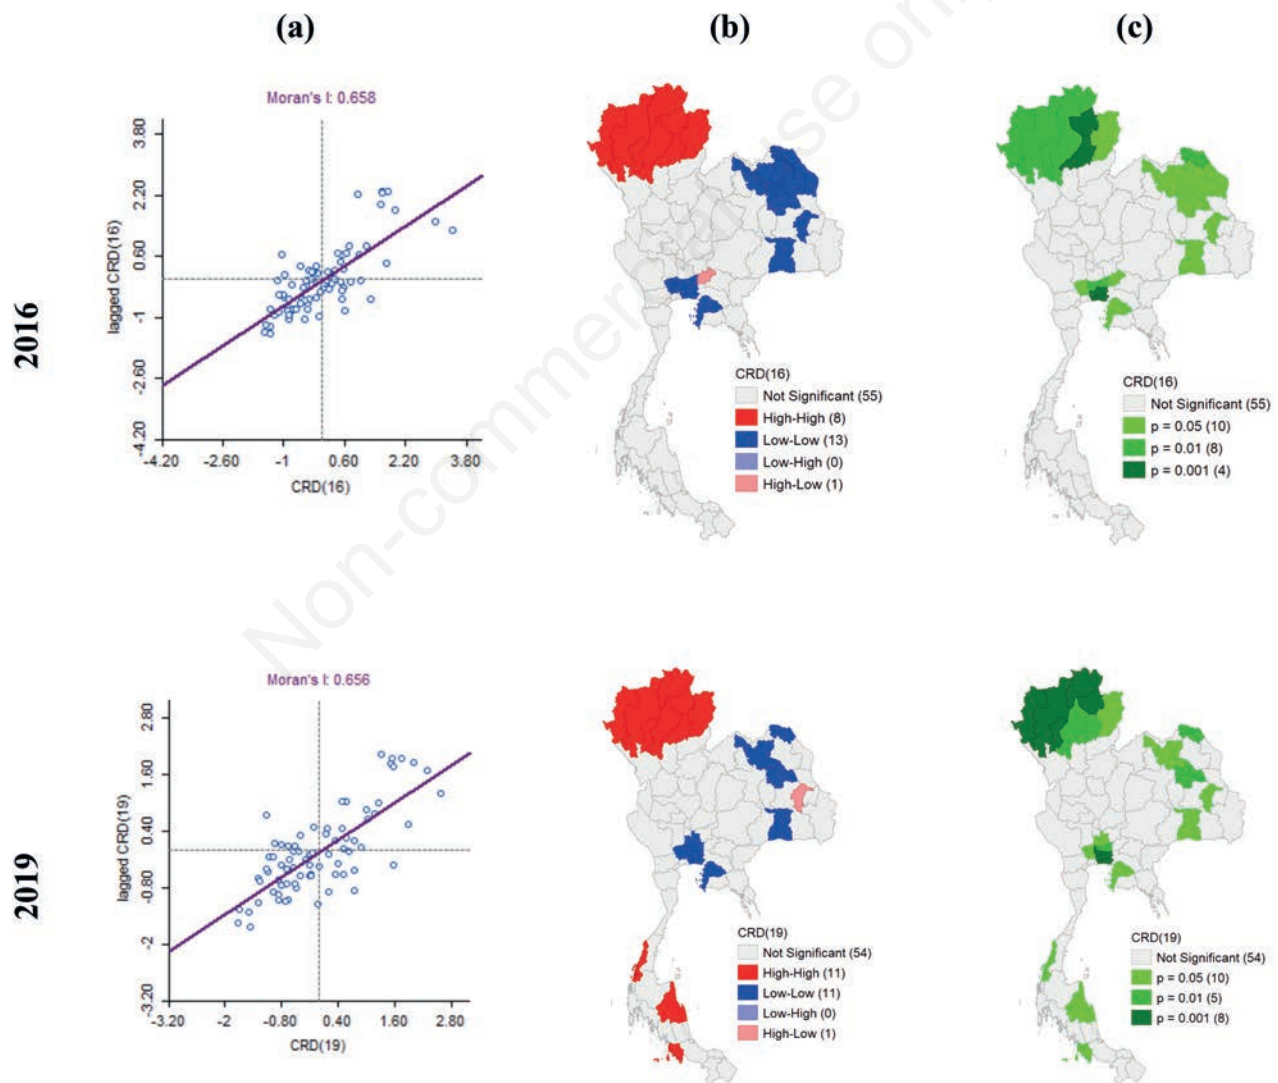 (a)
(b)
(c)
2016
Moran's I: 0.658
lagged CRD(16)
3.80
2.20
0.60
-1
-2.60
-4.20
-4.20 -2.60 -1 0.60 2.20 3.80
CRD(16)
CRD(16)
Not Significant (55)
High-High (8)
Low-Low (13)
Low-High (0)
High-Low (1)
CRD(16)
Not Significant (55)
p = 0.05 (10)
p = 0.01 (8)
p = 0.001 (4)
Non-commercial use only
2019
Moran's I: 0.656
lagged CRD(19)
2.80
1.60
0.40
-0.80
-2
-3.20
-3.20 -2 -0.80 0.40 1.60 2.80
CRD(19)
CRD(19)
Not Significant (54)
High-High (11)
Low-Low (11)
Low-High (0)
High-Low (1)
CRD(19)
Not Significant (54)
p = 0.05 (10)
p = 0.01 (5)
p = 0.001 (8)